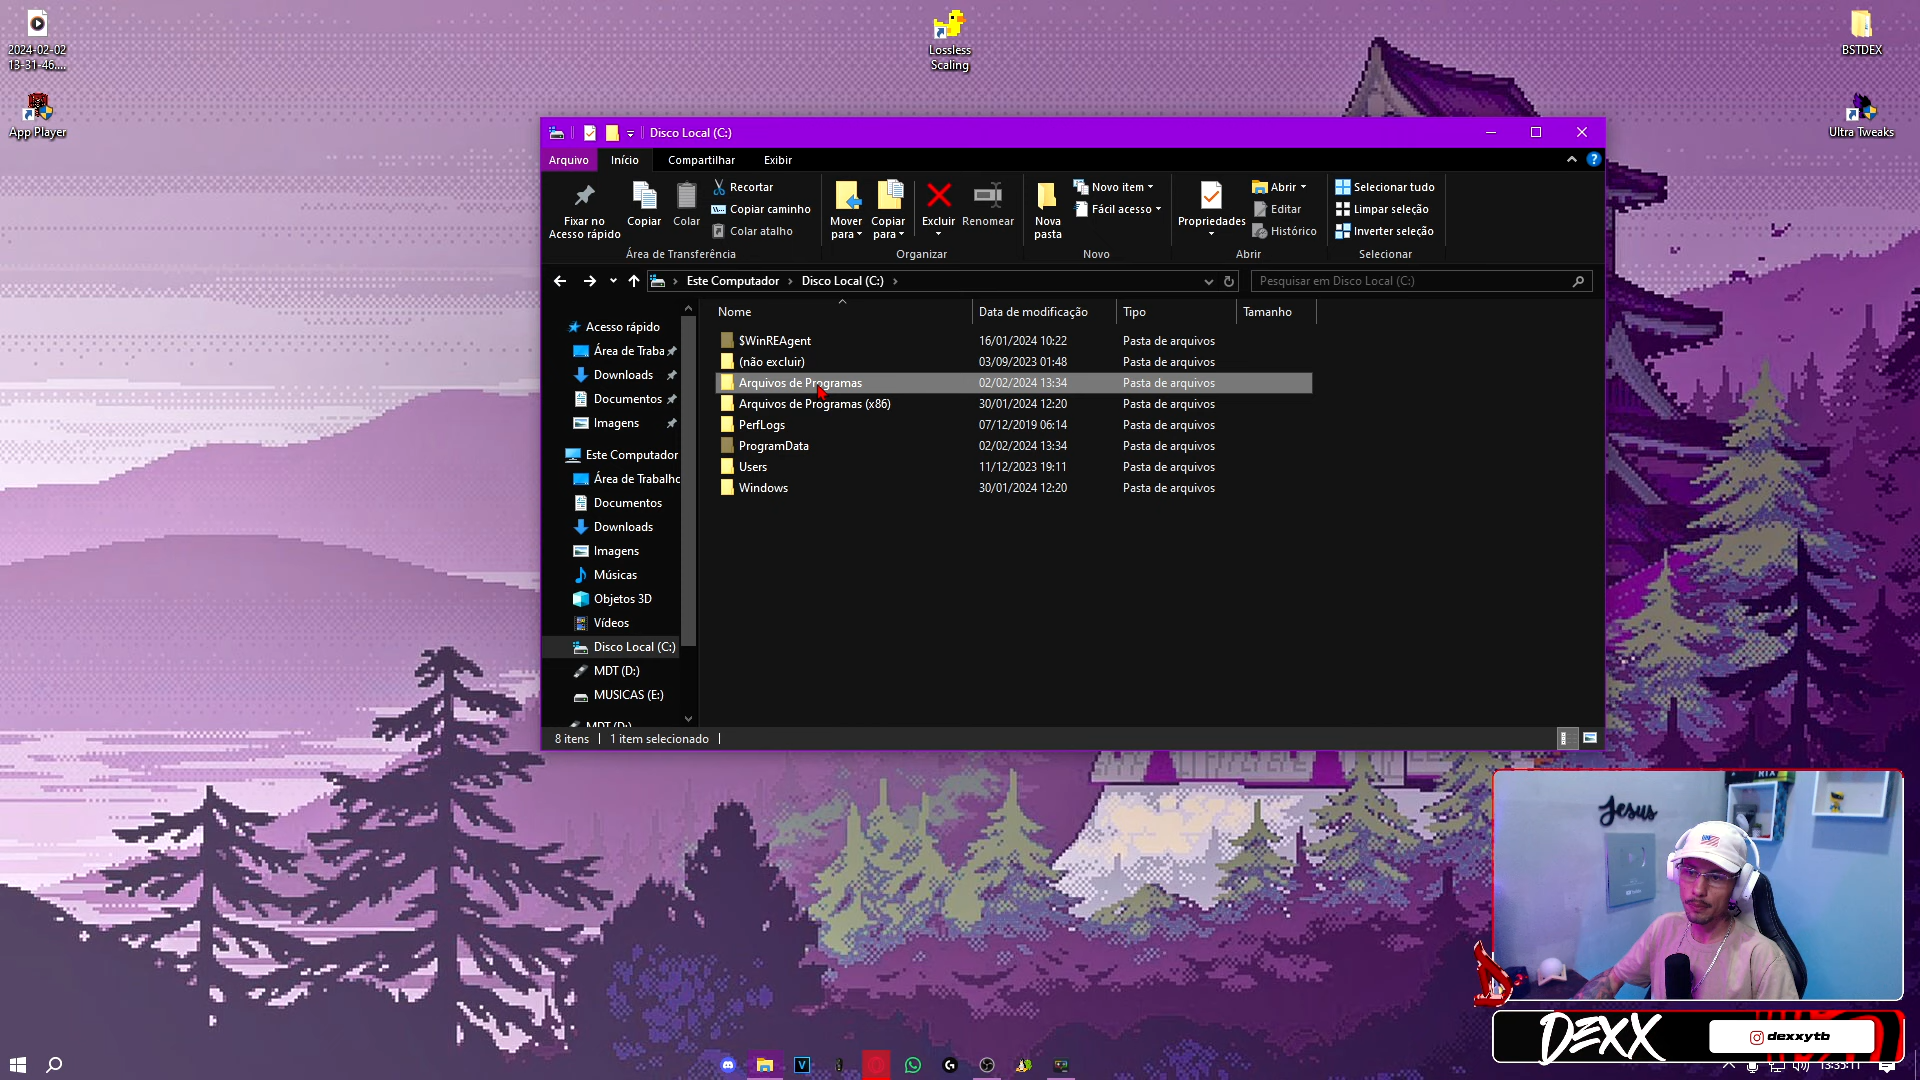 2024-02-02
13-31-46....
App Player
Lossless
Scaling
BSTDEX
Ultra Tweaks
Disco Local (C:)
Arquivo
Início
Compartilhar
Exibir
Fixar no
Acesso rápido
Copiar
Colar
Recortar
Copiar caminho
Colar atalho
Área de Transferência
Mover
para
Copiar
para
Excluir
Renomear
Organizar
Nova
pasta
Novo item
Fácil acesso
Novo
Propriedades
Abrir
Editar
Histórico
Abrir
Selecionar tudo
Limpar seleção
Inverter seleção
Selecionar
Este Computador
Disco Local (C:)
Pesquisar em Disco Local (C:)
Acesso rápido
Área de Traba
Downloads
Documentos
Imagens
Este Computador
Área de Trabalho
Documentos
Downloads
Imagens
Músicas
Objetos 3D
Vídeos
Disco Local (C:)
MDT (D:)
MUSICAS (E:)
MDT (D:)
Nome Data de modificação Tipo Tamanho
$WinREAgent 16/01/2024 10:22 Pasta de arquivos
(não excluir) 03/09/2023 01:48 Pasta de arquivos
Arquivos de Programas 02/02/2024 13:34 Pasta de arquivos
Arquivos de Programas (x86) 30/01/2024 12:20 Pasta de arquivos
PerfLogs 07/12/2019 06:14 Pasta de arquivos
ProgramData 02/02/2024 13:34 Pasta de arquivos
Users 11/12/2023 19:11 Pasta de arquivos
Windows 30/01/2024 12:20 Pasta de arquivos
8 itens 1 item selecionado
Jesus
DEXX
dexxytb
13:35:11